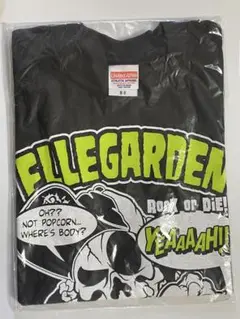 ELLEGARDEN
ROCK OR DIE!
OH??
NOT POPCORN...
WHERE'S BODY?
YEAAAAH!!